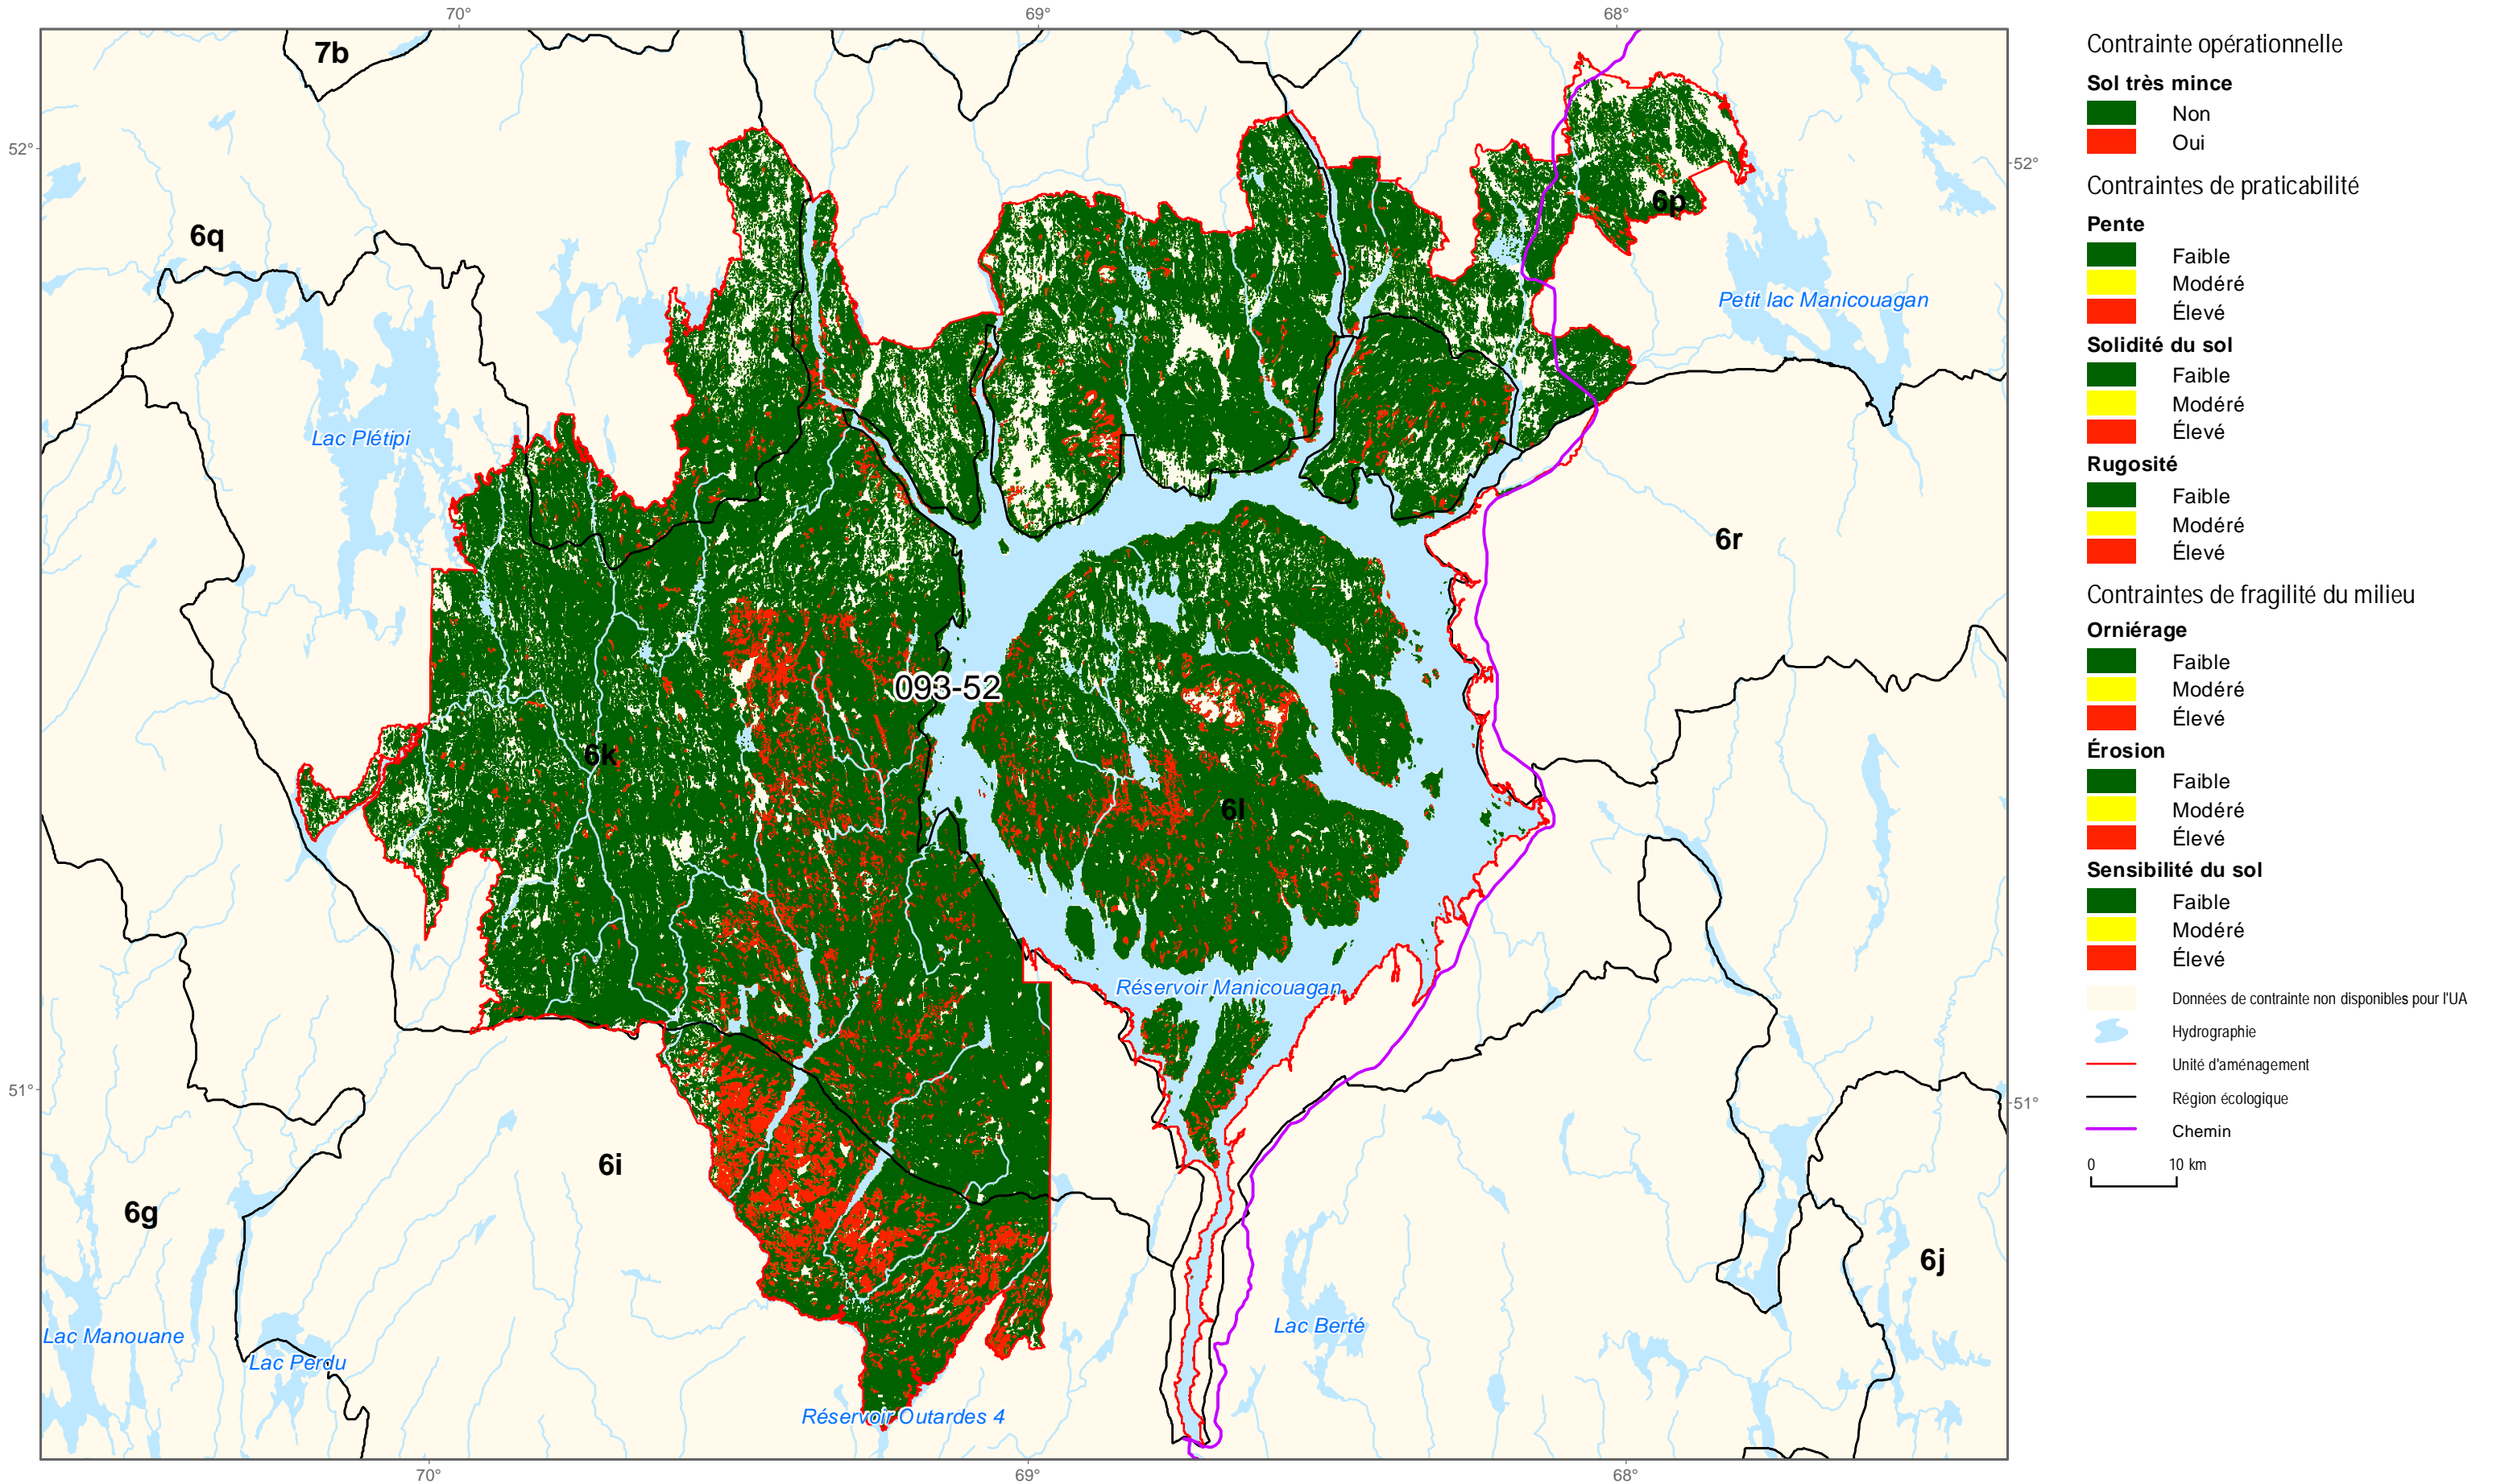 70°
69°
68°
7b
52°
52°
6q
6p
Petit lac Manicouagan
Lac Plétipi
6r
093-52
6k
6l
Réservoir Manicouagan
51°
51°
6i
6g
6j
Lac Manouane
Lac Perdu
Lac Berté
Réservoir Outardes 4
70°
69°
68°
Contrainte opérationnelle
Sol très mince
Non
Oui
Contraintes de praticabilité
Pente
Faible
Modéré
Élevé
Solidité du sol
Faible
Modéré
Élevé
Rugosité
Faible
Modéré
Élevé
Contraintes de fragilité du milieu
Orniérage
Faible
Modéré
Élevé
Érosion
Faible
Modéré
Élevé
Sensibilité du sol
Faible
Modéré
Élevé
Données de contrainte non disponibles pour l'UA
Hydrographie
Unité d'aménagement
Région écologique
Chemin
0 10 km